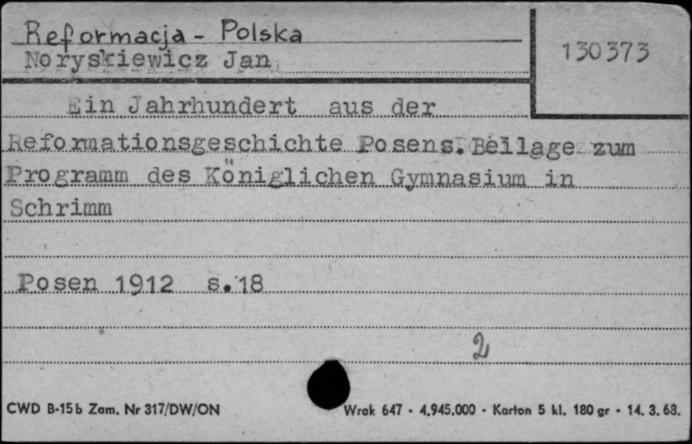 Reformacja - Polska
Noryskiewicz Jan
130373
Ein Jahrhundert aus der
Reformationsgeschichte Posens. Beilage zum
Programm des Königlichen Gymnasium in
Schrimm
Posen 1912 s.18
2
CWD B-15b Zam. Nr 317/DW/ON
Wrak 647 - 4.945.000 - Karton 5 kl. 180 gr - 14. 3. 68.